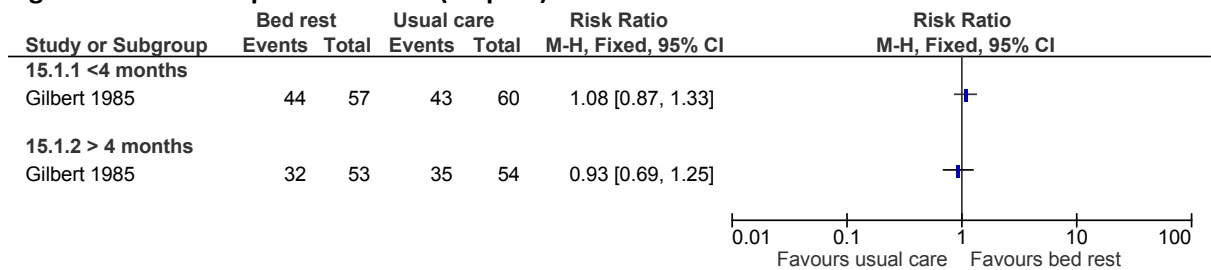 Bed rest Usual care Risk Ratio Risk Ratio
Study or Subgroup Events Total Events Total M-H, Fixed, 95% CI M-H, Fixed, 95% CI
15.1.1 <4 months
Gilbert 1985 44 57 43 60 1.08 [0.87, 1.33]
15.1.2 > 4 months
Gilbert 1985 32 53 35 54 0.93 [0.69, 1.25]
0.01 0.1 1 10 100
Favours usual care Favours bed rest